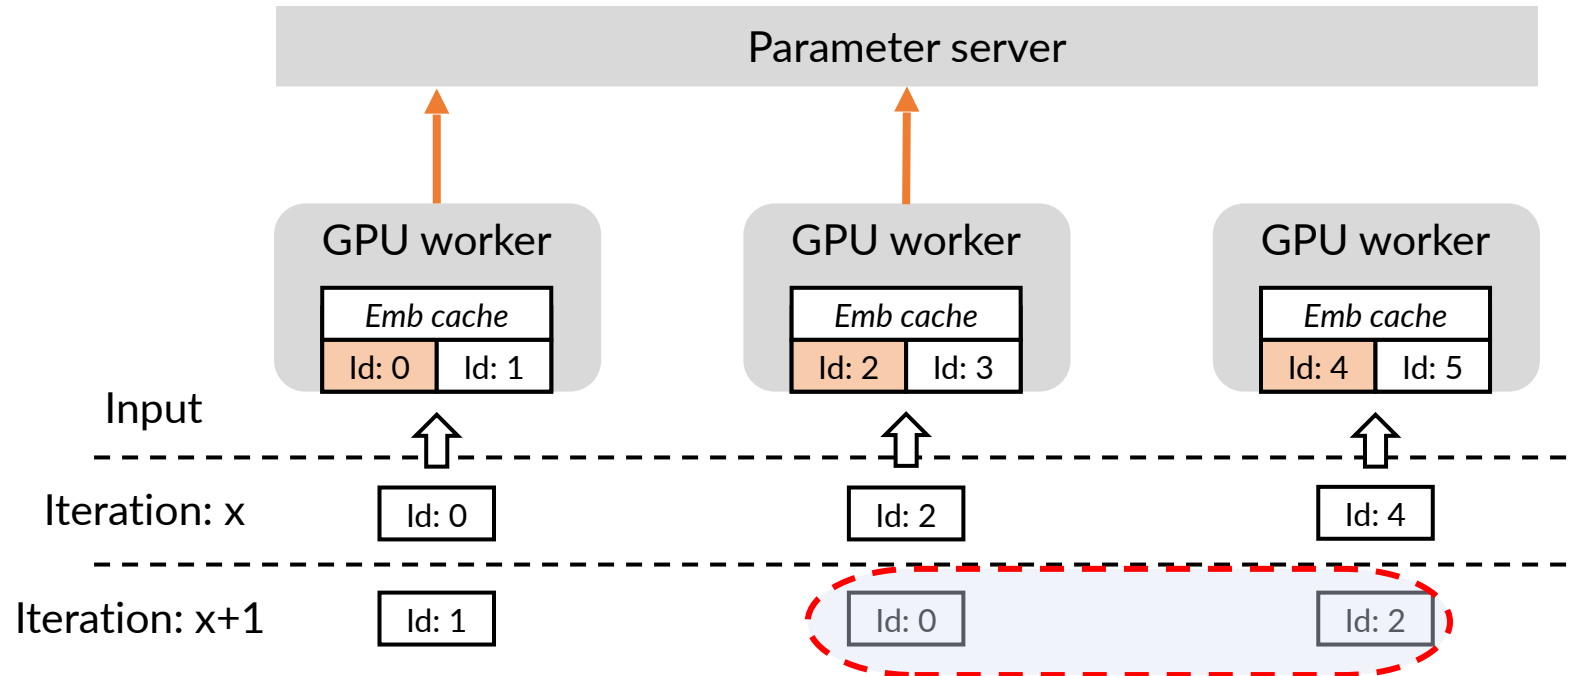 Parameter server
GPU worker GPU worker GPU worker
Emb cache Emb cache Emb cache
Id: 0 Id: 1 Id: 2 Id: 3 Id: 4 Id: 5
Input
Iteration: x Id: 0 Id: 2 Id: 4
Iteration: x+1 Id: 1 Id: 0 Id: 2